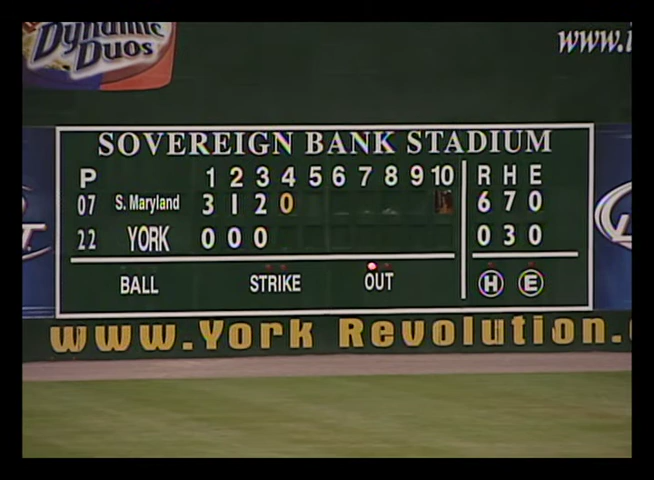 Dynamic
Duos
www.
SOVEREIGN BANK STADIUM
P 1 2 3 4 5 6 7 8 9 10 R H E
07 S. Maryland 3 1 2 0 6 7 0
22 YORK 0 0 0 0 3 0
BALL STRIKE OUT H E
www.York Revolution.